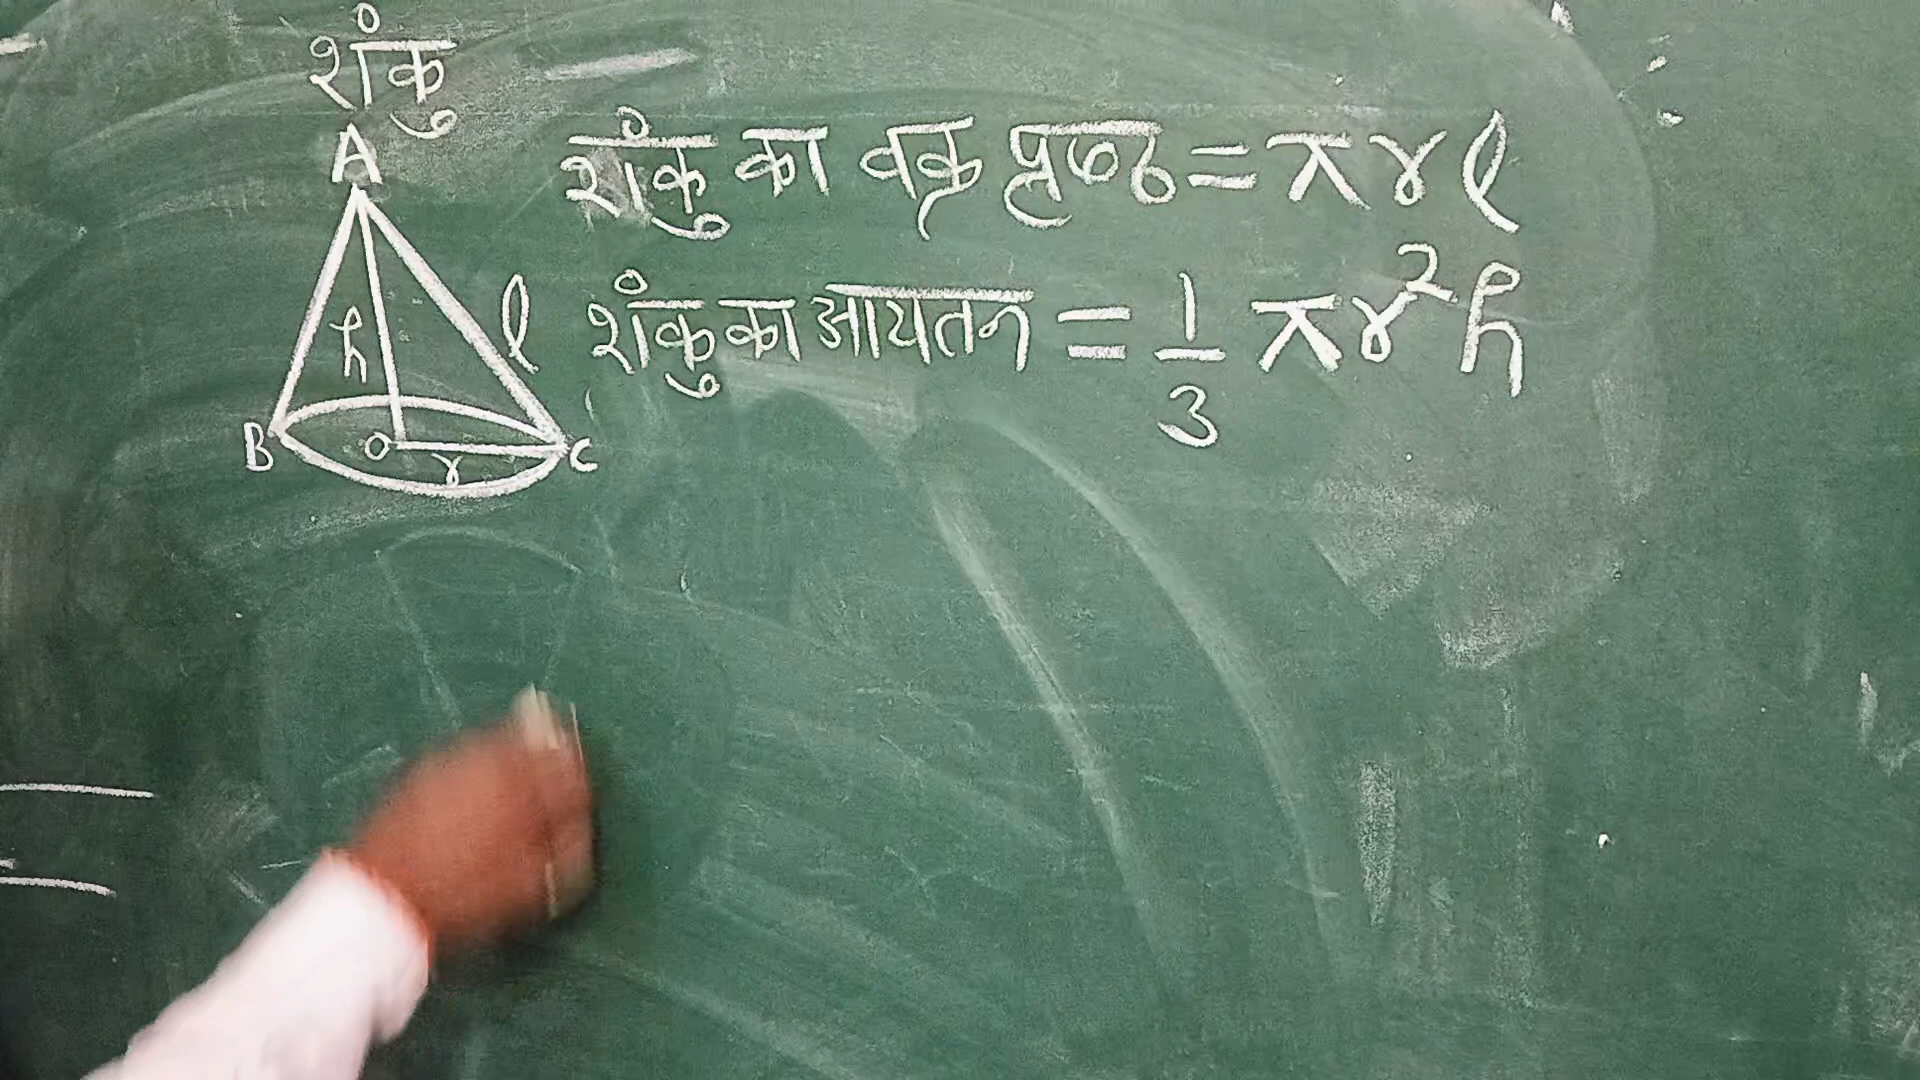 शंकु
A
शंकु का वक्र पृष्ठ = πrl
h
l
शंकु का आयतन = 1/3 πr²h
B
O
r
C